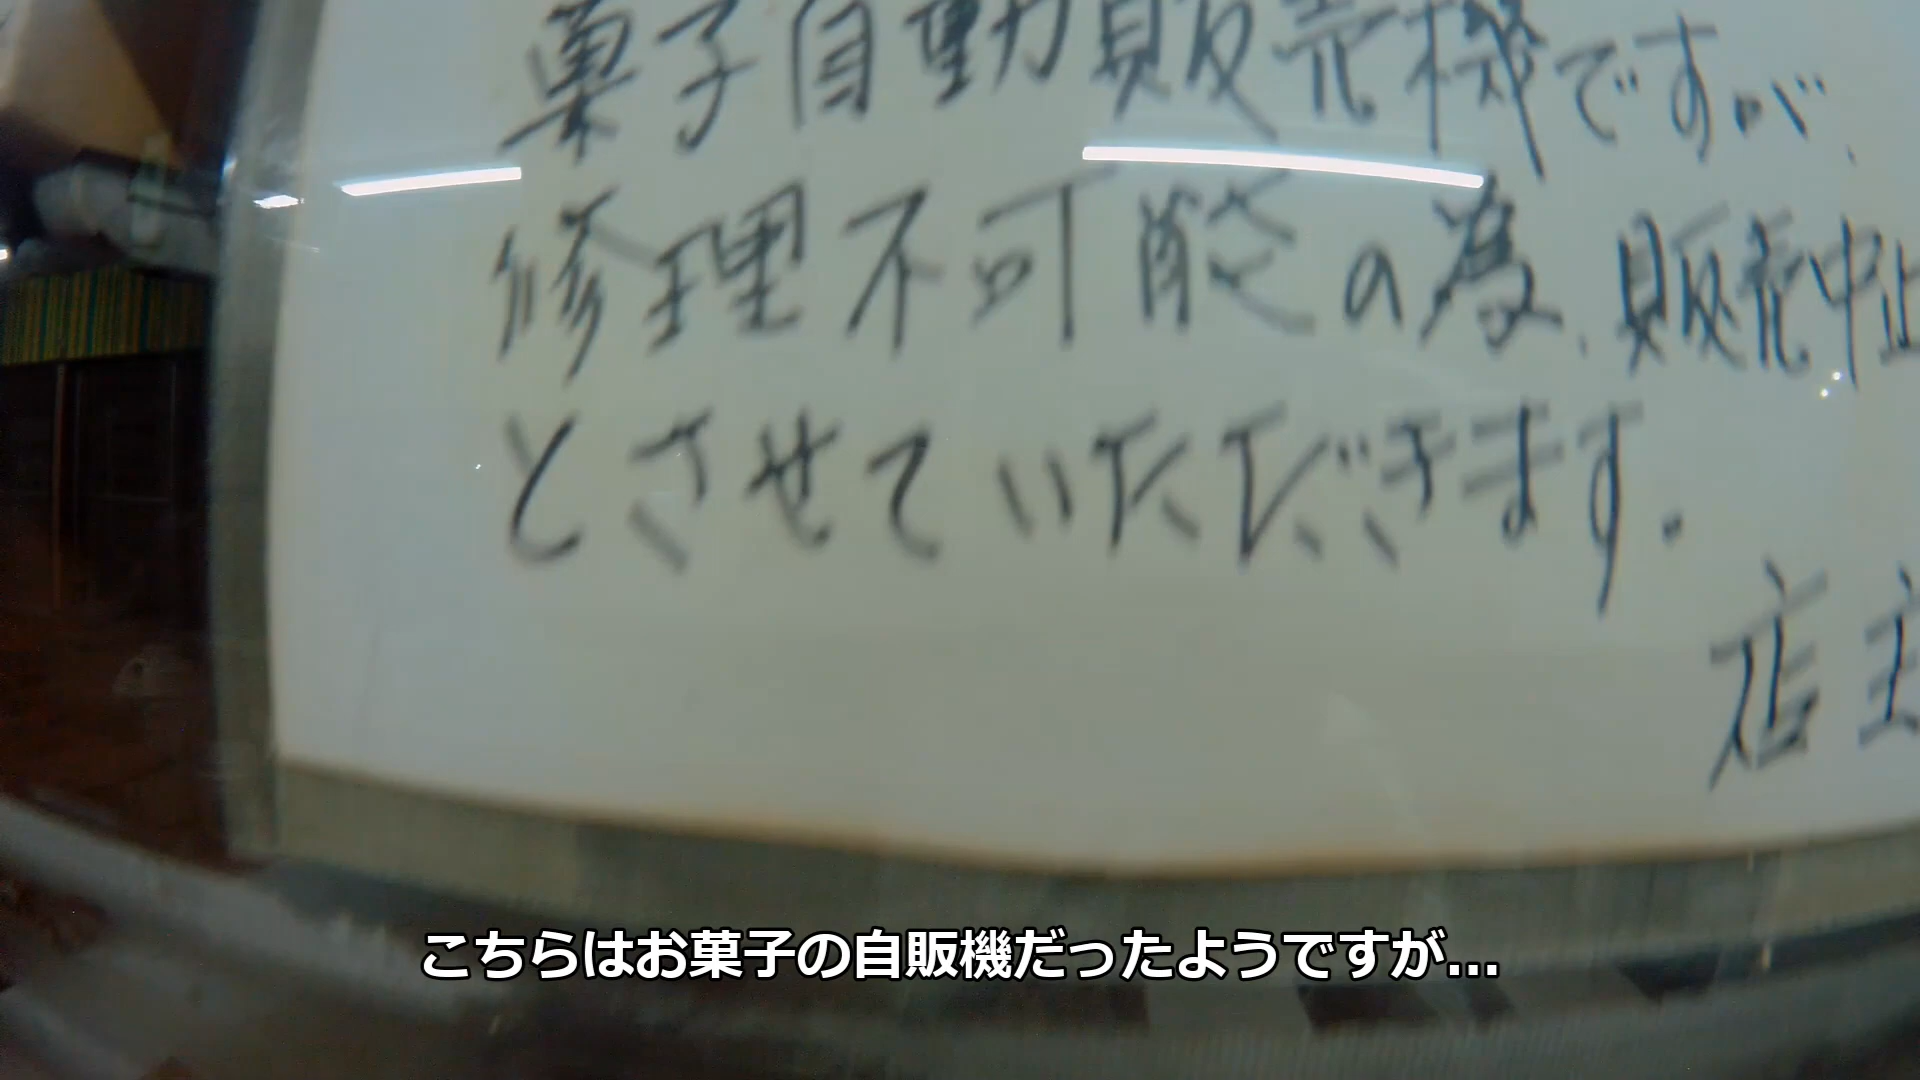 菓子自動販売機ですが、
修理不可能の為、販売中止
とさせていただきます。
店主
こちらはお菓子の自販機だったようですが...